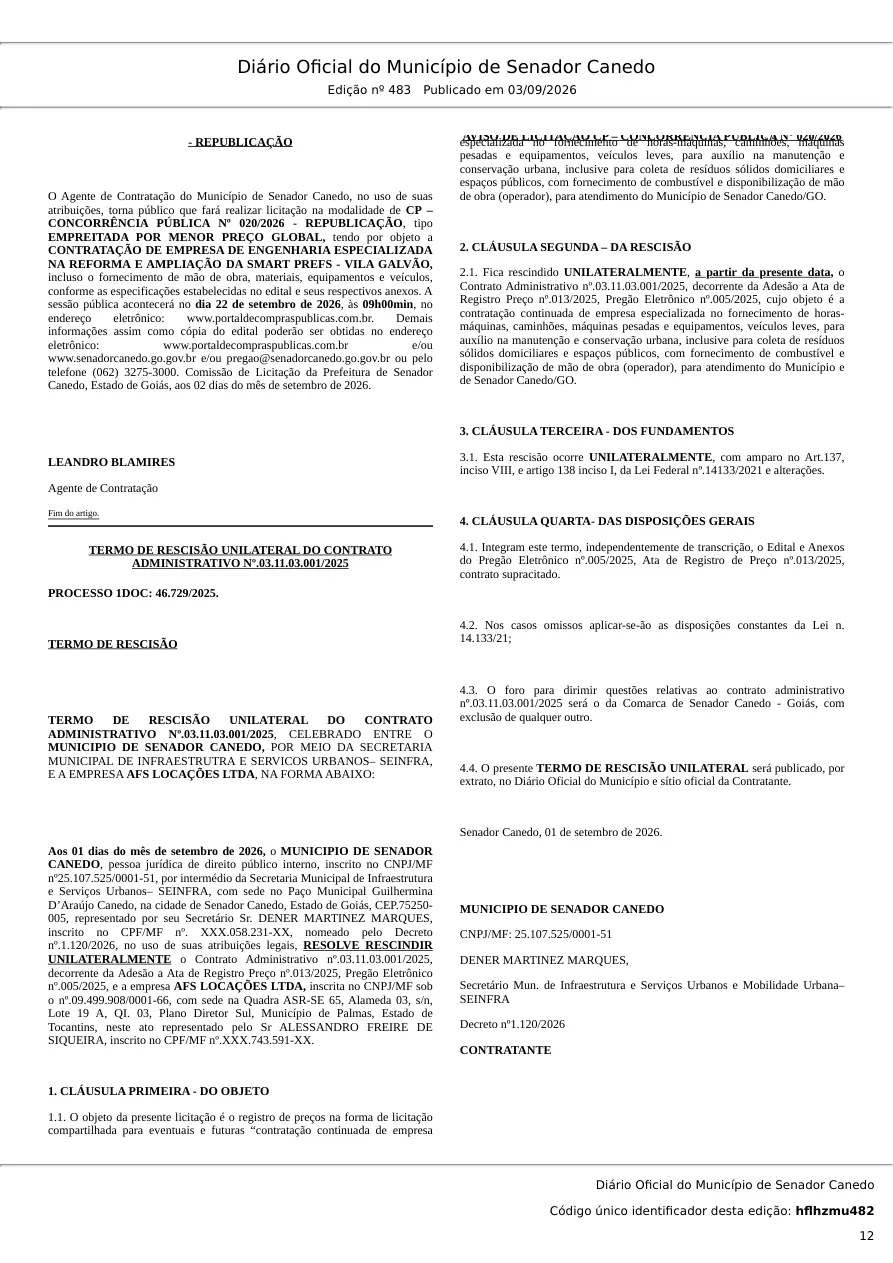 Diário Oficial do Município de Senador Canedo
Edição nº 483 Publicado em 03/09/2026
AVISO DE LICITAÇÃO CP – CONCORRÊNCIA PÚBLICA Nº 020/2026
- REPUBLICAÇÃO
O Agente de Contratação do Município de Senador Canedo, no uso de suas
atribuições, torna público que fará realizar licitação na modalidade de CP –
CONCORRÊNCIA PÚBLICA Nº 020/2026 - REPUBLICAÇÃO, tipo
EMPREITADA POR MENOR PREÇO GLOBAL, tendo por objeto a
CONTRATAÇÃO DE EMPRESA DE ENGENHARIA ESPECIALIZADA
NA REFORMA E AMPLIAÇÃO DA SMART PREFS - VILA GALVÃO,
incluso o fornecimento de mão de obra, materiais, equipamentos e veículos,
conforme as especificações estabelecidas no edital e seus respectivos anexos. A
sessão pública acontecerá no dia 22 de setembro de 2026, às 09h00min, no
endereço eletrônico: www.portaldecompraspublicas.com.br. Demais
informações assim como cópia do edital poderão ser obtidas no endereço
eletrônico: www.portaldecompraspublicas.com.br e/ou
www.senadorcanedo.go.gov.br e/ou pregao@senadorcanedo.go.gov.br ou pelo
telefone (062) 3275-3000. Comissão de Licitação da Prefeitura de Senador
Canedo, Estado de Goiás, aos 02 dias do mês de setembro de 2026.
LEANDRO BLAMIRES
Agente de Contratação
Fim do artigo.
TERMO DE RESCISÃO UNILATERAL DO CONTRATO
ADMINISTRATIVO Nº.03.11.03.001/2025
PROCESSO 1DOC: 46.729/2025.
TERMO DE RESCISÃO
TERMO DE RESCISÃO UNILATERAL DO CONTRATO
ADMINISTRATIVO Nº.03.11.03.001/2025, CELEBRADO ENTRE O
MUNICIPIO DE SENADOR CANEDO, POR MEIO DA SECRETARIA
MUNICIPAL DE INFRAESTRUTRA E SERVICOS URBANOS– SEINFRA,
E A EMPRESA AFS LOCAÇÕES LTDA, NA FORMA ABAIXO:
Aos 01 dias do mês de setembro de 2026, o MUNICIPIO DE SENADOR
CANEDO, pessoa jurídica de direito público interno, inscrito no CNPJ/MF
nº25.107.525/0001-51, por intermédio da Secretaria Municipal de Infraestrutura
e Serviços Urbanos– SEINFRA, com sede no Paço Municipal Guilhermina
D’Araújo Canedo, na cidade de Senador Canedo, Estado de Goiás, CEP.75250-
005, representado por seu Secretário Sr. DENER MARTINEZ MARQUES,
inscrito no CPF/MF nº. XXX.058.231-XX, nomeado pelo Decreto
nº.1.120/2026, no uso de suas atribuições legais, RESOLVE RESCINDIR
UNILATERALMENTE o Contrato Administrativo nº.03.11.03.001/2025,
decorrente da Adesão a Ata de Registro Preço nº.013/2025, Pregão Eletrônico
nº.005/2025, e a empresa AFS LOCAÇÕES LTDA, inscrita no CNPJ/MF sob
o nº.09.499.908/0001-66, com sede na Quadra ASR-SE 65, Alameda 03, s/n,
Lote 19 A, QI. 03, Plano Diretor Sul, Município de Palmas, Estado de
Tocantins, neste ato representado pelo Sr ALESSANDRO FREIRE DE
SIQUEIRA, inscrito no CPF/MF nº.XXX.743.591-XX.
1. CLÁUSULA PRIMEIRA - DO OBJETO
1.1. O objeto da presente licitação é o registro de preços na forma de licitação
compartilhada para eventuais e futuras “contratação continuada de empresa
especializada no fornecimento de horas-máquinas, caminhões, máquinas
pesadas e equipamentos, veículos leves, para auxílio na manutenção e
conservação urbana, inclusive para coleta de resíduos sólidos domiciliares e
espaços públicos, com fornecimento de combustível e disponibilização de mão
de obra (operador), para atendimento do Município de Senador Canedo/GO.
2. CLÁUSULA SEGUNDA – DA RESCISÃO
2.1. Fica rescindido UNILATERALMENTE, a partir da presente data, o
Contrato Administrativo nº.03.11.03.001/2025, decorrente da Adesão a Ata de
Registro Preço nº.013/2025, Pregão Eletrônico nº.005/2025, cujo objeto é a
contratação continuada de empresa especializada no fornecimento de horas-
máquinas, caminhões, máquinas pesadas e equipamentos, veículos leves, para
auxílio na manutenção e conservação urbana, inclusive para coleta de resíduos
sólidos domiciliares e espaços públicos, com fornecimento de combustível e
disponibilização de mão de obra (operador), para atendimento do Município e
de Senador Canedo/GO.
3. CLÁUSULA TERCEIRA - DOS FUNDAMENTOS
3.1. Esta rescisão ocorre UNILATERALMENTE, com amparo no Art.137,
inciso VIII, e artigo 138 inciso I, da Lei Federal nº.14133/2021 e alterações.
4. CLÁUSULA QUARTA- DAS DISPOSIÇÕES GERAIS
4.1. Integram este termo, independentemente de transcrição, o Edital e Anexos
do Pregão Eletrônico nº.005/2025, Ata de Registro de Preço nº.013/2025,
contrato supracitado.
4.2. Nos casos omissos aplicar-se-ão as disposições constantes da Lei n.
14.133/21;
4.3. O foro para dirimir questões relativas ao contrato administrativo
nº.03.11.03.001/2025 será o da Comarca de Senador Canedo - Goiás, com
exclusão de qualquer outro.
4.4. O presente TERMO DE RESCISÃO UNILATERAL será publicado, por
extrato, no Diário Oficial do Município e sítio oficial da Contratante.
Senador Canedo, 01 de setembro de 2026.
MUNICIPIO DE SENADOR CANEDO
CNPJ/MF: 25.107.525/0001-51
DENER MARTINEZ MARQUES,
Secretário Mun. de Infraestrutura e Serviços Urbanos e Mobilidade Urbana–
SEINFRA
Decreto nº1.120/2026
CONTRATANTE
Diário Oficial do Município de Senador Canedo
Código único identificador desta edição: hflhzmu482
12